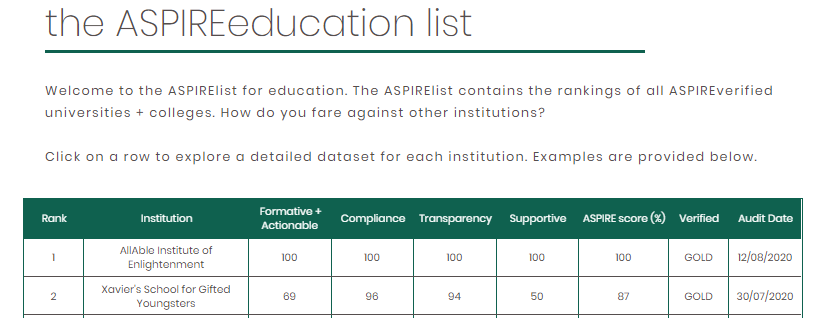 the ASPIREeducation list
Welcome to the ASPIRElist for education. The ASPIRElist contains the rankings of all ASPIREverified
universities + colleges. How do you fare against other institutions?
Click on a row to explore a detailed dataset for each institution. Examples are provided below.
Rank Institution Formative + Actionable Compliance Transparency Supportive ASPIRE score (%) Verified Audit Date
1 AllAble Institute of Enlightenment 100 100 100 100 100 GOLD 12/08/2020
2 Xavier's School for Gifted Youngsters 69 96 94 50 87 GOLD 30/07/2020